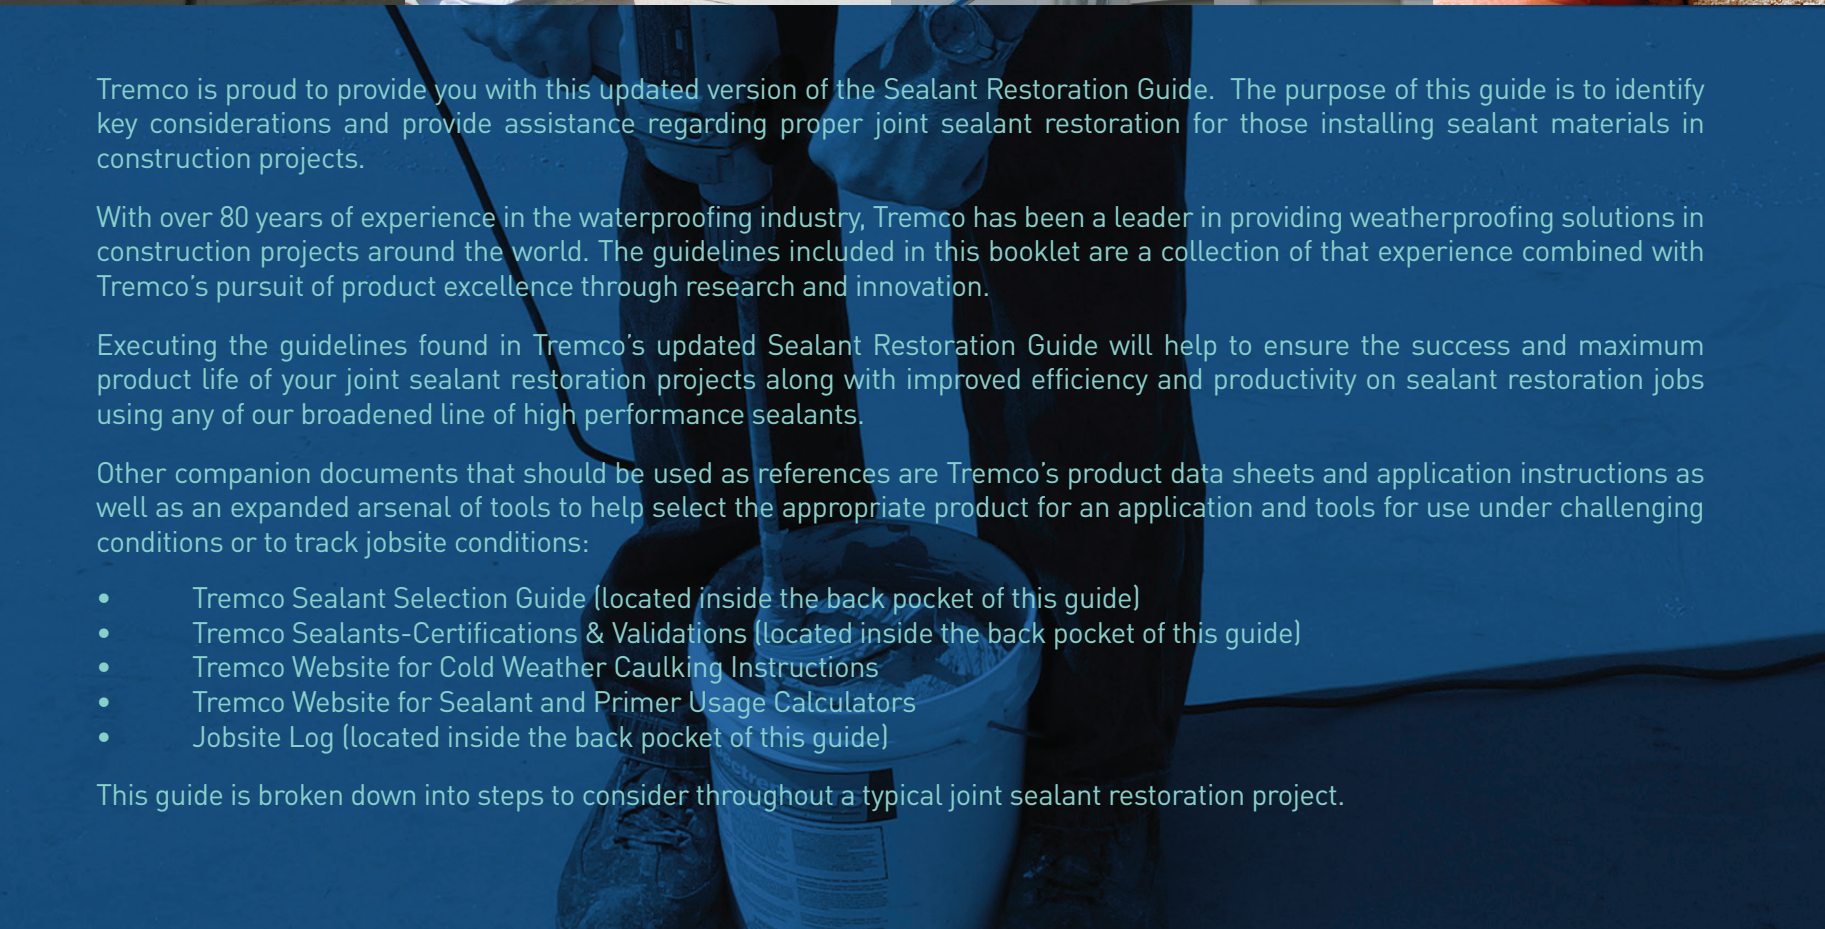 Tremco is proud to provide you with this updated version of the Sealant Restoration Guide.  The purpose of this guide is to identify
key considerations and provide assistance regarding proper joint sealant restoration for those installing sealant materials in
construction projects.
With over 80 years of experience in the waterproofing industry, Tremco has been a leader in providing weatherproofing solutions in
construction projects around the world. The guidelines included in this booklet are a collection of that experience combined with
Tremco’s pursuit of product excellence through research and innovation.
Executing the guidelines found in Tremco’s updated Sealant Restoration Guide will help to ensure the success and maximum
product life of your joint sealant restoration projects along with improved efficiency and productivity on sealant restoration jobs
using any of our broadened line of high performance sealants.
Other companion documents that should be used as references are Tremco’s product data sheets and application instructions as
well as an expanded arsenal of tools to help select the appropriate product for an application and tools for use under challenging
conditions or to track jobsite conditions:
• Tremco Sealant Selection Guide (located inside the back pocket of this guide)
• Tremco Sealants-Certifications & Validations (located inside the back pocket of this guide)
• Tremco Website for Cold Weather Caulking Instructions
• Tremco Website for Sealant and Primer Usage Calculators
• Jobsite Log (located inside the back pocket of this guide)
This guide is broken down into steps to consider throughout a typical joint sealant restoration project.